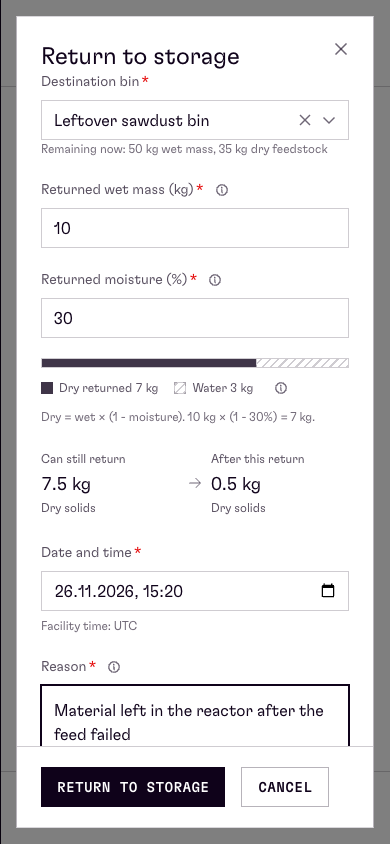 Return to storage
Destination bin *
Leftover sawdust bin
Remaining now: 50 kg wet mass, 35 kg dry feedstock
Returned wet mass (kg) *
10
Returned moisture (%) *
30
Dry returned 7 kg Water 3 kg
Dry = wet × (1 - moisture). 10 kg × (1 - 30%) = 7 kg.
Can still return After this return
7.5 kg → 0.5 kg
Dry solids Dry solids
Date and time *
26.11.2026, 15:20
Facility time: UTC
Reason *
Material left in the reactor after the
feed failed
RETURN TO STORAGE CANCEL